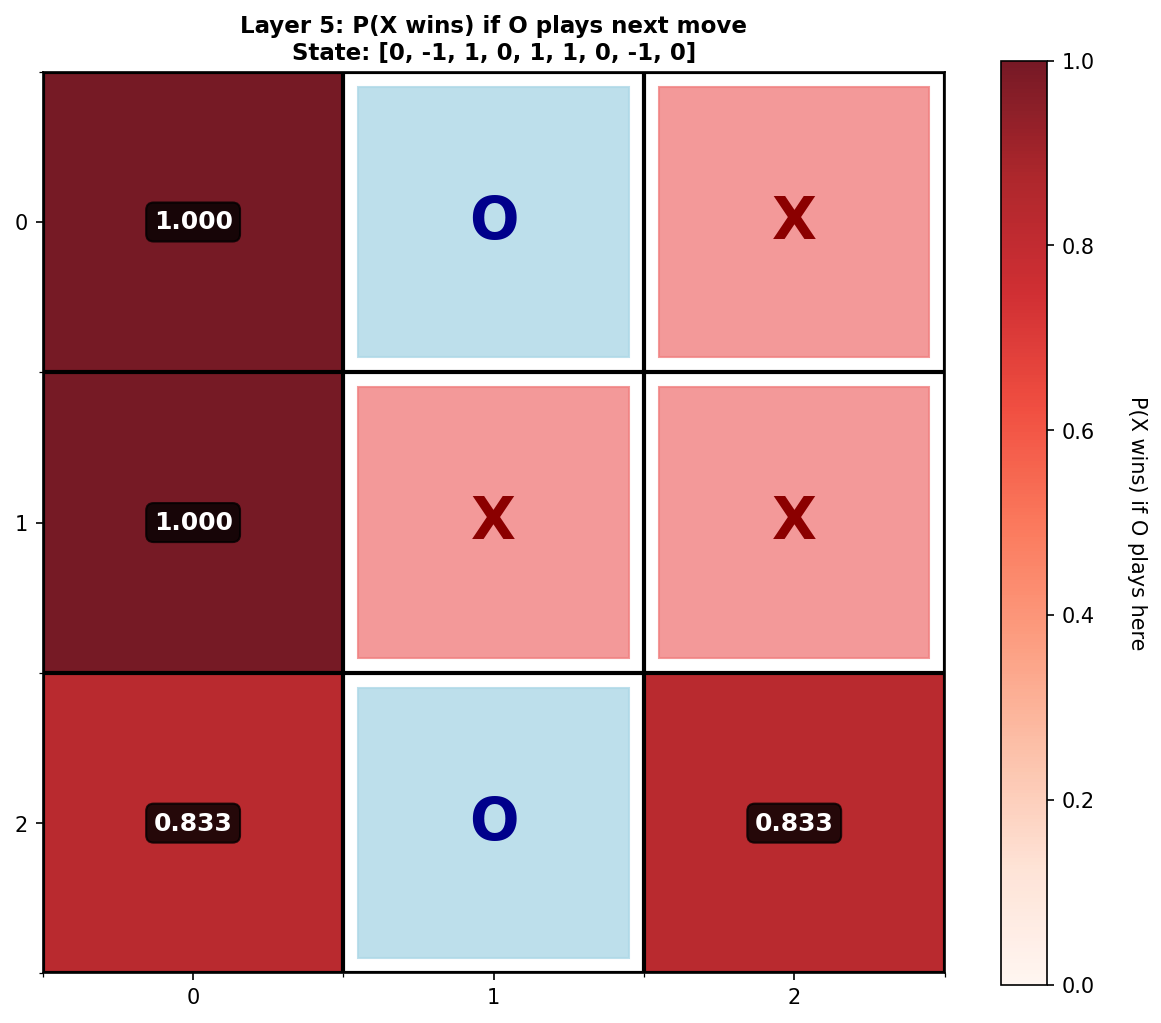 Layer 5: P(X wins) if O plays next move
State: [0, -1, 1, 0, 1, 1, 0, -1, 0]
0
1.000
O
X
1
1.000
X
X
2
0.833
O
0.833
0
1
2
1.0
0.8
0.6
0.4
0.2
0.0
P(X wins) if O plays here